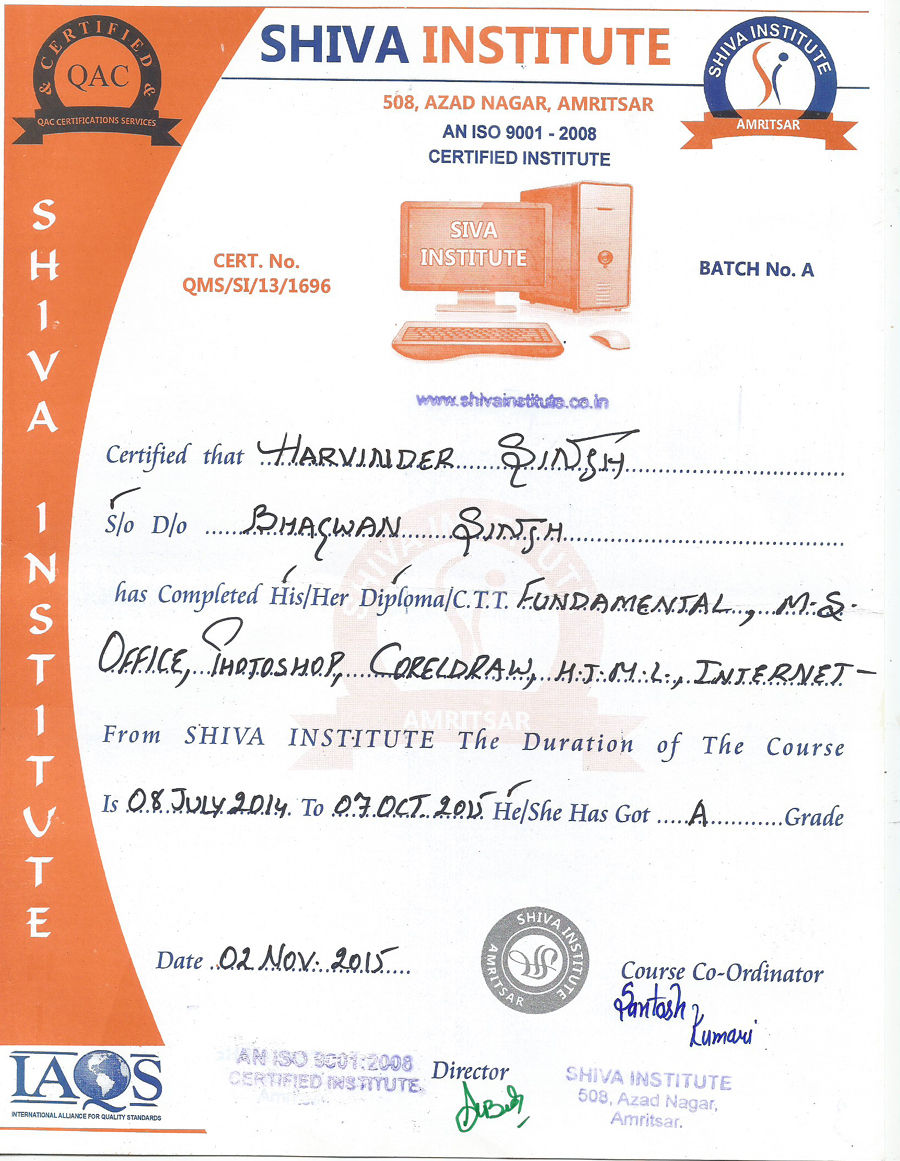 & CERTIFIED &
QAC
QAC CERTIFICATIONS SERVICES
SHIVA INSTITUTE
SHIVA INSTITUTE
AMRITSAR
508, AZAD NAGAR, AMRITSAR
AN ISO 9001 - 2008
CERTIFIED INSTITUTE
SHIVA INSTITUTE
SIVA
INSTITUTE
CERT. No.
QMS/SI/13/1696
BATCH No. A
www.shivainstitute.co.in
Certified that HARVINDER SINGH
S/o D/o BHAGWAN SINGH
has Completed His/Her Diploma/C.T.T. FUNDAMENTAL, M.S.
OFFICE, PHOTOSHOP, CORELDRAW, H.T.M.L., INTERNET
SHIVA INSTITUTE
AMRITSAR
From SHIVA INSTITUTE The Duration of The Course
Is 08 JULY 2014 To 07 OCT. 2015 He/She Has Got ..... A ............ Grade
SHIVA INSTITUTE
AMRITSAR
Date 02 NOV. 2015
Course Co-Ordinator
Santosh
Kumari
IAQS
INTERNATIONAL ALLIANCE FOR QUALITY STANDARDS
AN ISO 9001:2008
CERTIFIED INSTITUTE.
Director
SHIVA INSTITUTE
508, Azad Nagar,
Amritsar.